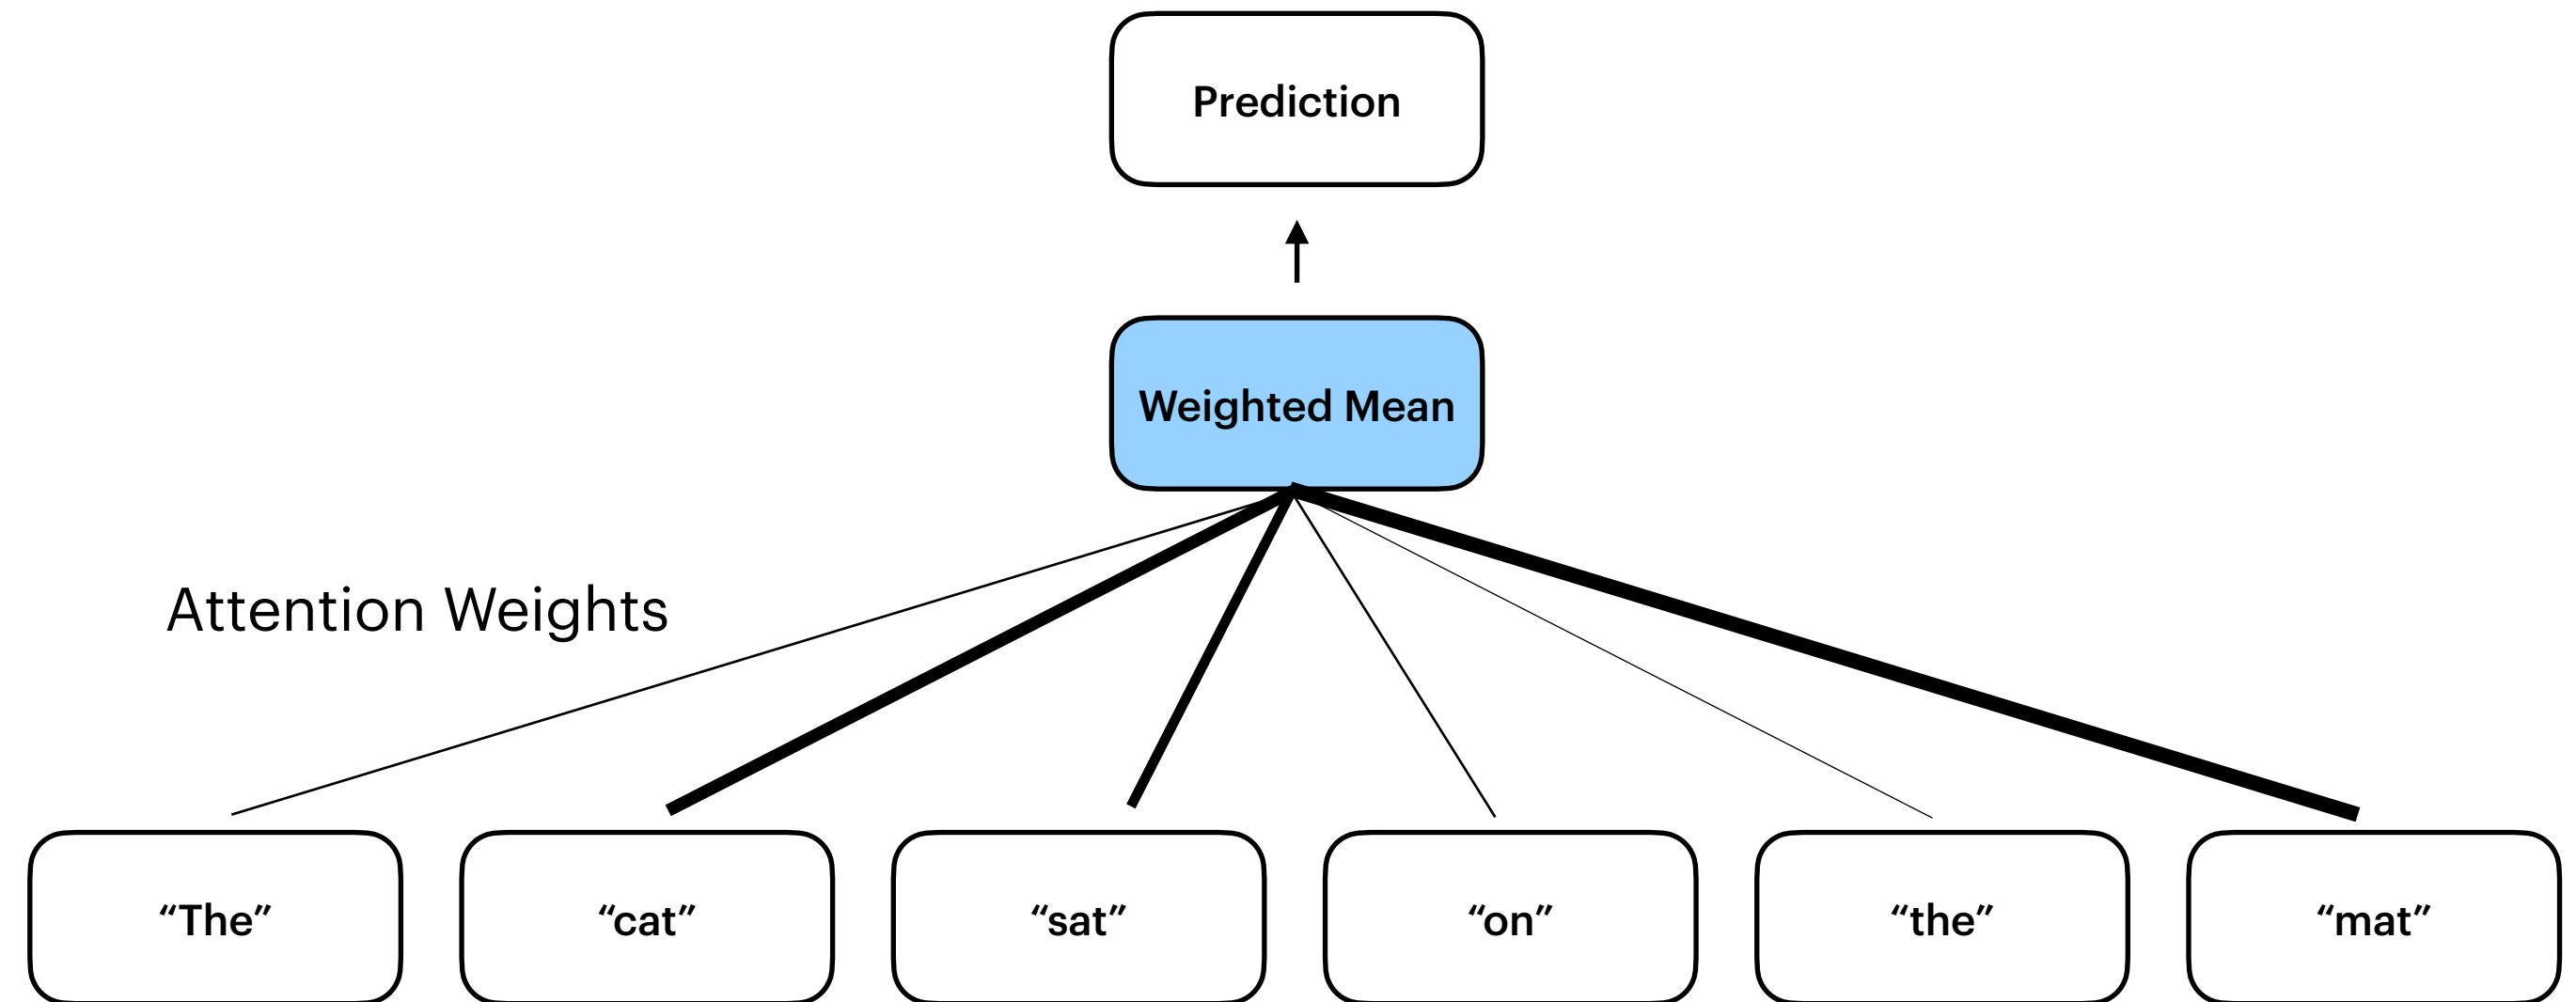 Prediction
Weighted Mean
Attention Weights
“The”
“cat”
“sat”
“on”
“the”
“mat”